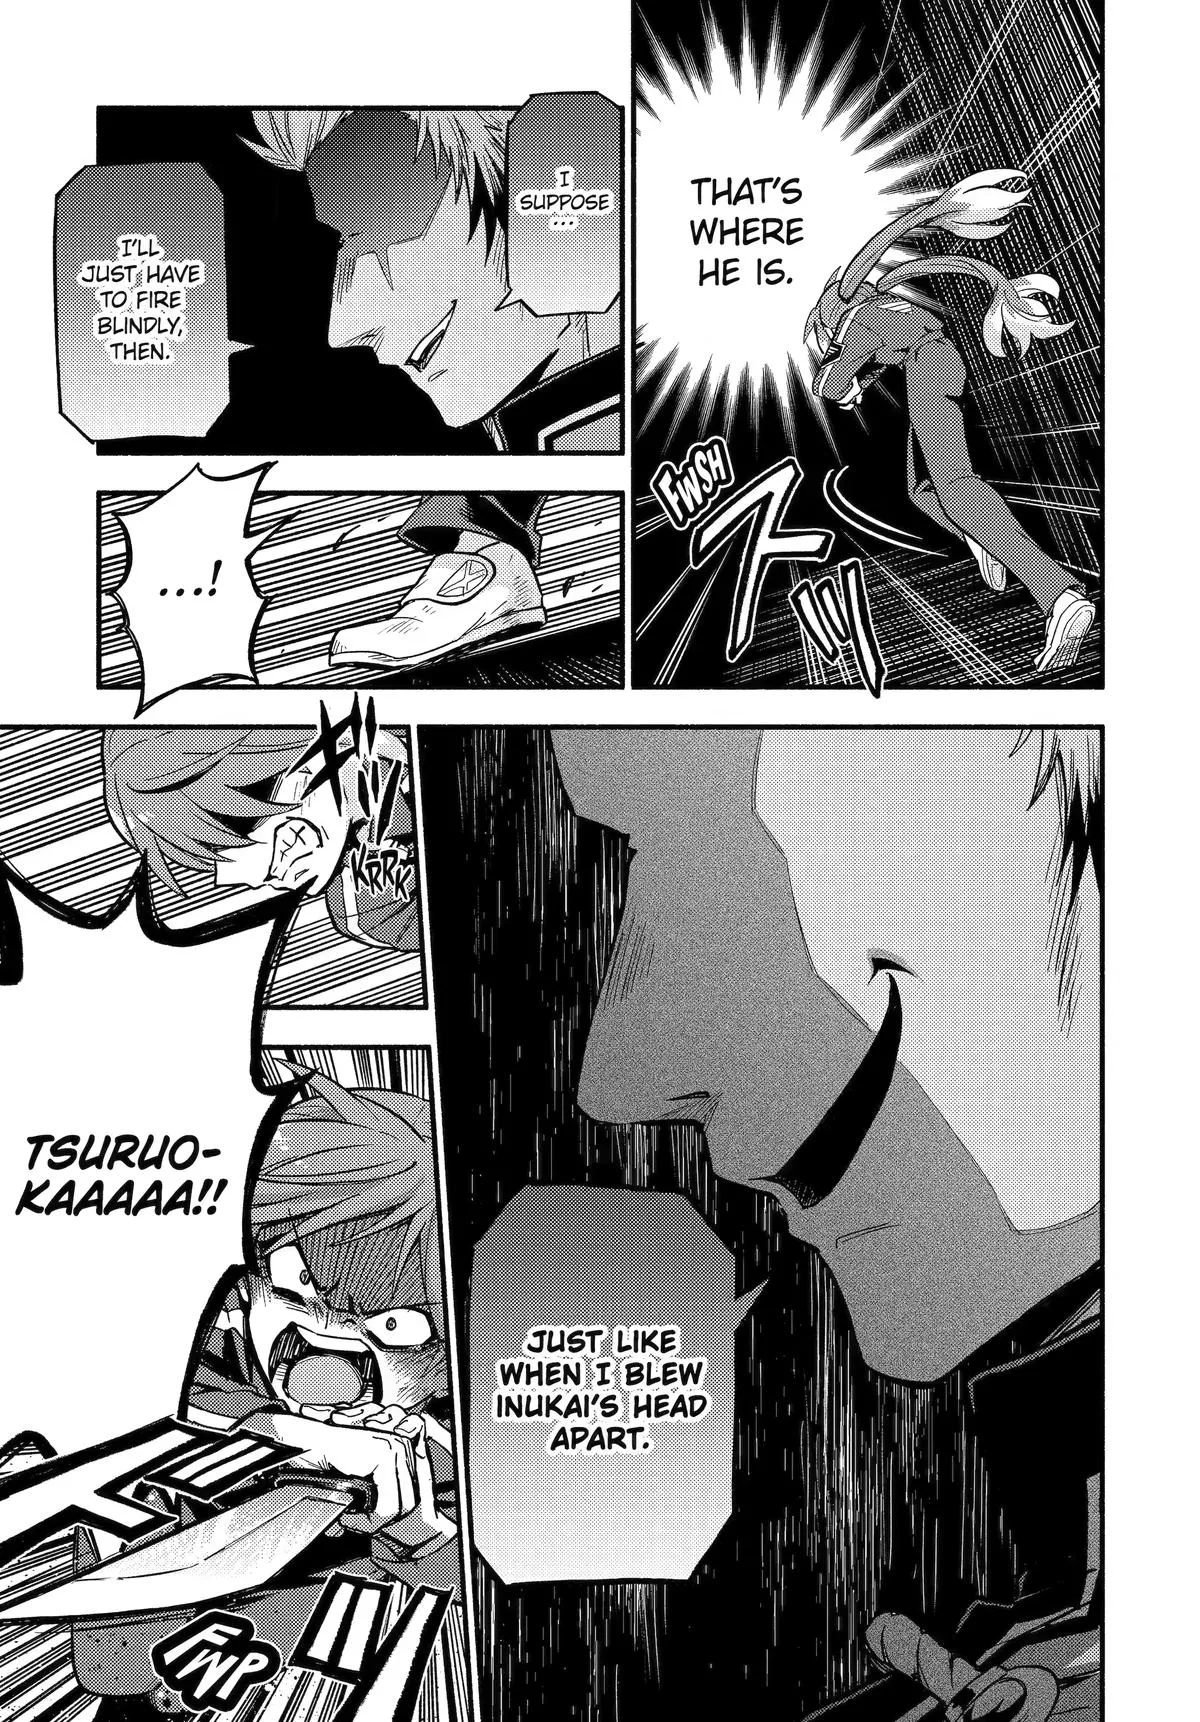 THAT'S
WHERE
HE IS.
FWSH
I
SUPPOSE
...
I'LL
JUST HAVE
TO FIRE
BLINDLY,
THEN.
...!
JUST LIKE
WHEN I BLEW
INUKAI'S HEAD
APART.
KRRK
TSURUO-
KAAAAA!!
FWP